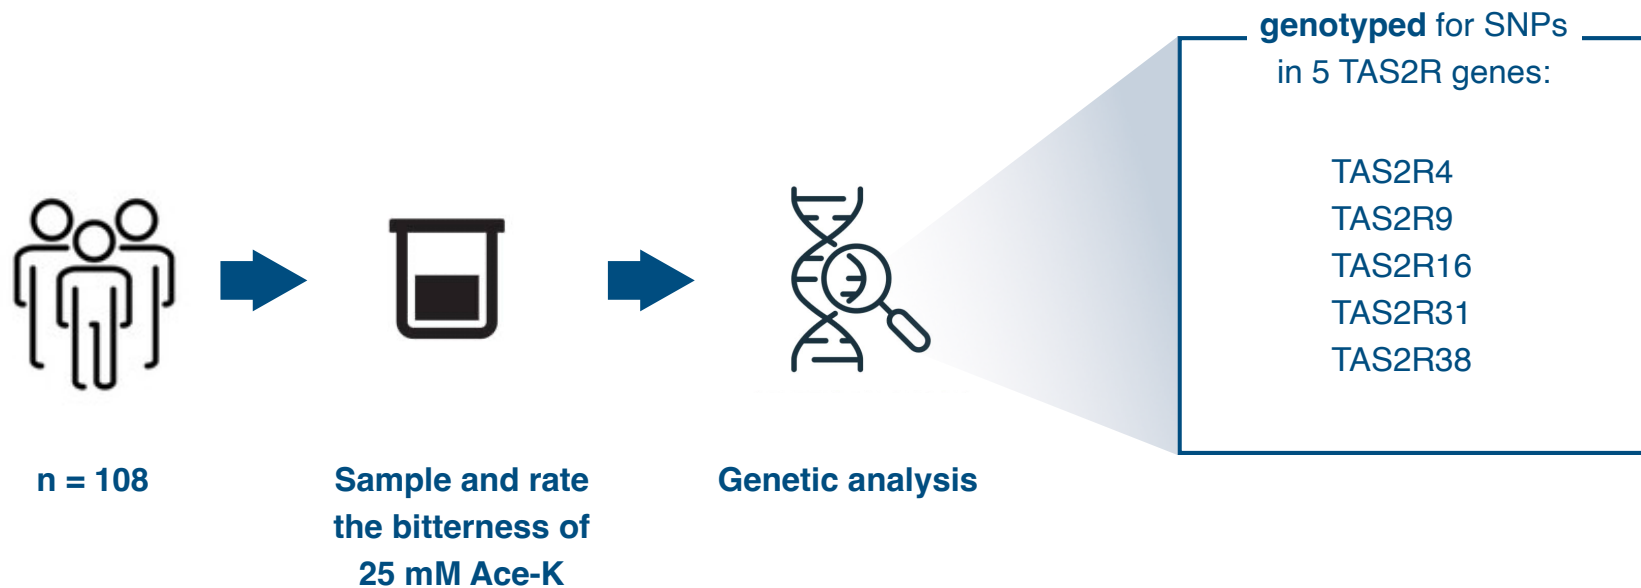 n = 108
Sample and rate
the bitterness of
25 mM Ace-K
Genetic analysis
genotyped for SNPs
in 5 TAS2R genes:
TAS2R4
TAS2R9
TAS2R16
TAS2R31
TAS2R38